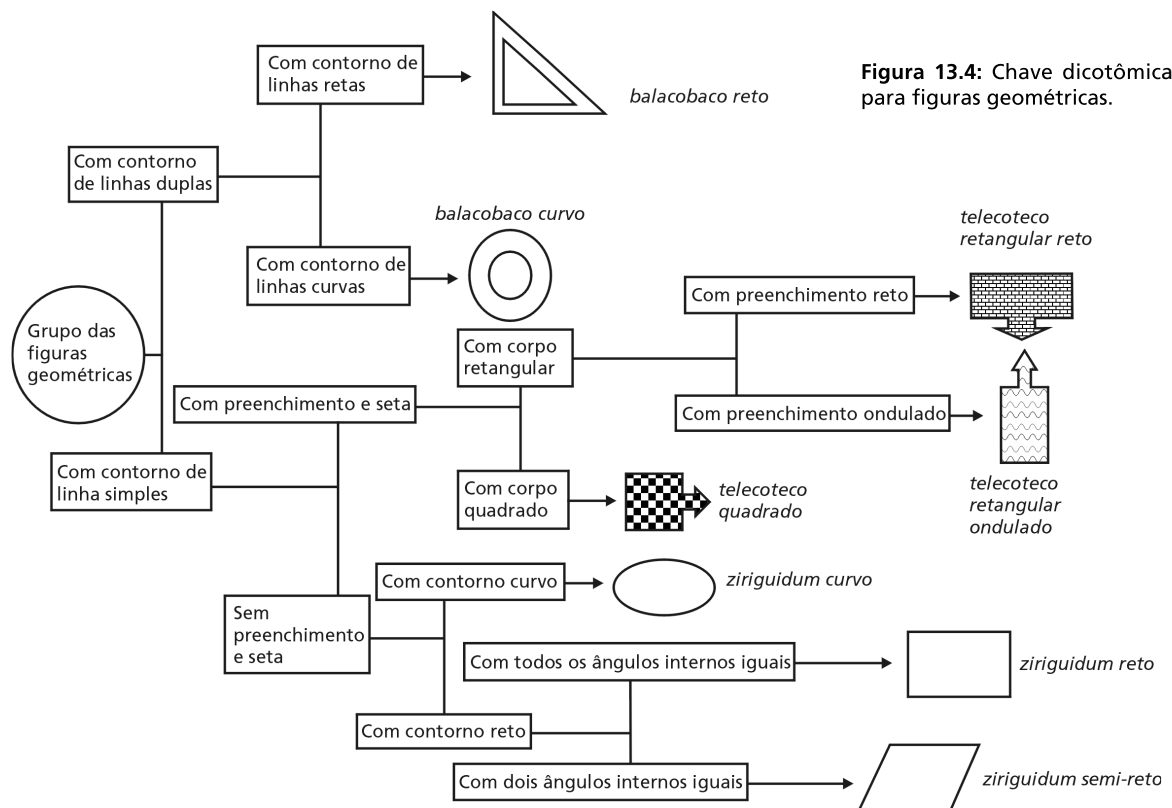 Com contorno de
linhas retas
balacobaco reto
Figura 13.4: Chave dicotômica
para figuras geométricas.
Com contorno
de linhas duplas
balacobaco curvo
Com contorno de
linhas curvas
telecoteco
retangular reto
Com preenchimento reto
Grupo das
figuras
geométricas
Com corpo
retangular
Com preenchimento e seta
Com preenchimento ondulado
Com contorno de
linha simples
Com corpo
quadrado
telecoteco
quadrado
telecoteco
retangular
ondulado
Com contorno curvo
ziriguidum curvo
Sem
preenchimento
e seta
Com todos os ângulos internos iguais
ziriguidum reto
Com contorno reto
Com dois ângulos internos iguais
ziriguidum semi-reto